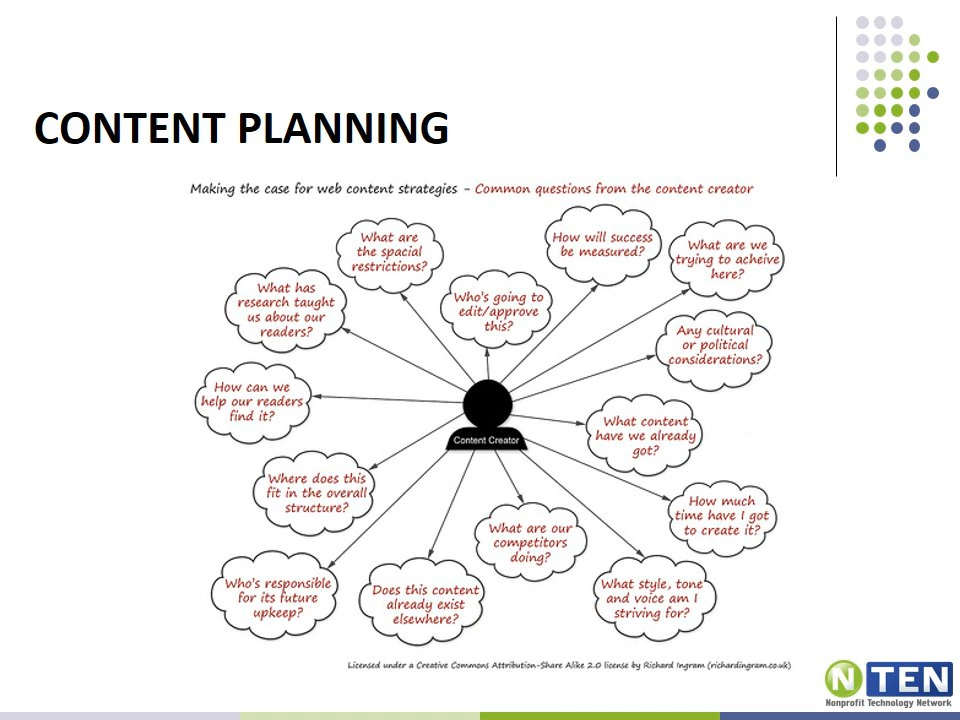 CONTENT PLANNING
Making the case for web content strategies - Common questions from the content creator
What are
the spacial
restrictions?
How will success
be measured?
What are we
trying to acheive
here?
What has
research taught
us about our
readers?
Who's going to
edit/approve
this?
Any cultural
or political
considerations?
How can we
help our readers
find it?
What content
have we already
got?
Content Creator
Where does this
fit in the overall
structure?
How much
time have I got
to create it?
What are our
competitors
doing?
Who's responsible
for its future
upkeep?
Does this content
already exist
elsewhere?
What style, tone
and voice am I
striving for?
Licensed under a Creative Commons Attribution-Share Alike 2.0 license by Richard Ingram (richardingram.co.uk)
N TEN
Nonprofit Technology Network